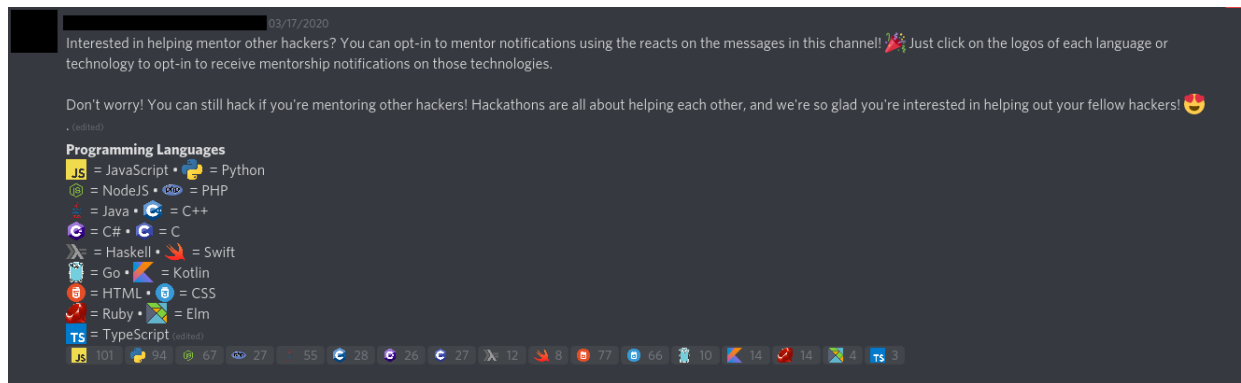 03/17/2020
Interested in helping mentor other hackers? You can opt-in to mentor notifications using the reacts on the messages in this channel! 🎉 Just click on the logos of each language or
technology to opt-in to receive mentorship notifications on those technologies.
Don't worry! You can still hack if you're mentoring other hackers! Hackathons are all about helping each other, and we're so glad you're interested in helping out your fellow hackers! 😍
. (edited)
Programming Languages
JS = JavaScript • = Python
= NodeJS • php = PHP
= Java • C++ = C++
C# = C# • C = C
= Haskell • = Swift
= Go • = Kotlin
= HTML • = CSS
= Ruby • = Elm
TS = TypeScript (edited)
JS 101 94 67 27 55 28 26 27 12 8 77 66 10 14 14 4 TS 3